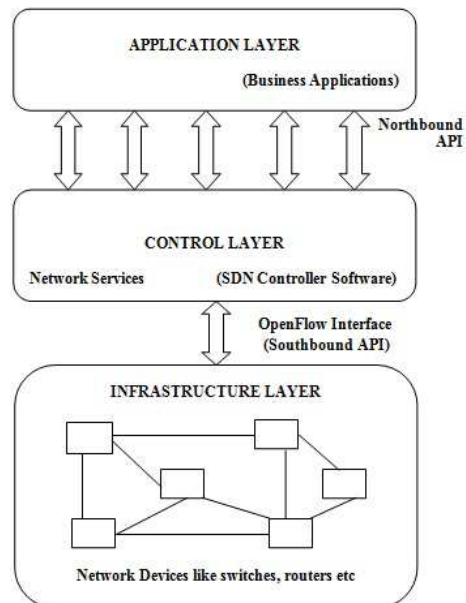 APPLICATION LAYER
(Business Applications)
Northbound
API
CONTROL LAYER
Network Services (SDN Controller Software)
OpenFlow Interface
(Southbound API)
INFRASTRUCTURE LAYER
Network Devices like switches, routers etc